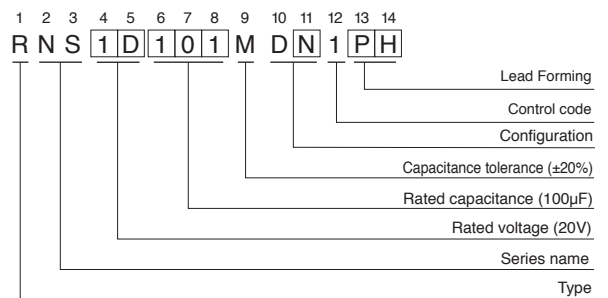 1 2 3 4 5 6 7 8 9 10 11 12 13 14
R N S 1 D 1 0 1 M D N 1 P H
Lead Forming
Control code
Configuration
Capacitance tolerance (±20%)
Rated capacitance (100µF)
Rated voltage (20V)
Series name
Type